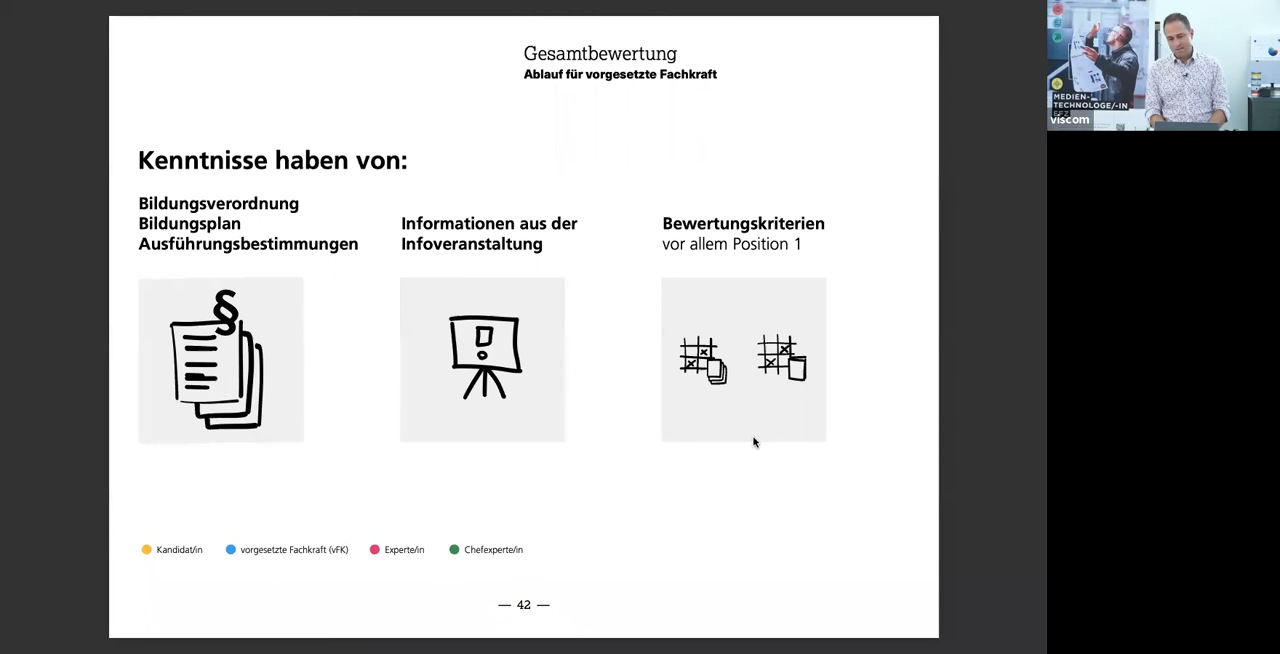 Gesamtbewertung
Ablauf für vorgesetzte Fachkraft
Kenntnisse haben von:
Bildungsverordnung
Bildungsplan
Ausführungsbestimmungen
Informationen aus der
Infoveranstaltung
Bewertungskriterien
vor allem Position 1
§
Kandidat/in
vorgesetzte Fachkraft (vFK)
Experte/in
Chefexperte/in
— 42 —
MEDIEN-
TECHNOLOGE/-IN
viscom